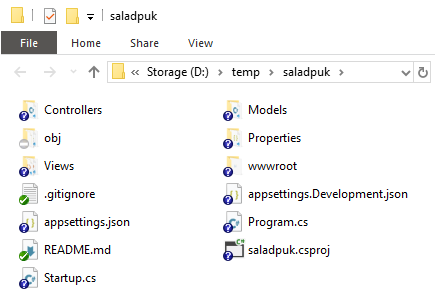 saladpuk
File Home Share View
« Storage (D:) › temp › saladpuk ›
Controllers Models
obj Properties
Views wwwroot
.gitignore appsettings.Development.json
appsettings.json Program.cs
README.md saladpuk.csproj
Startup.cs